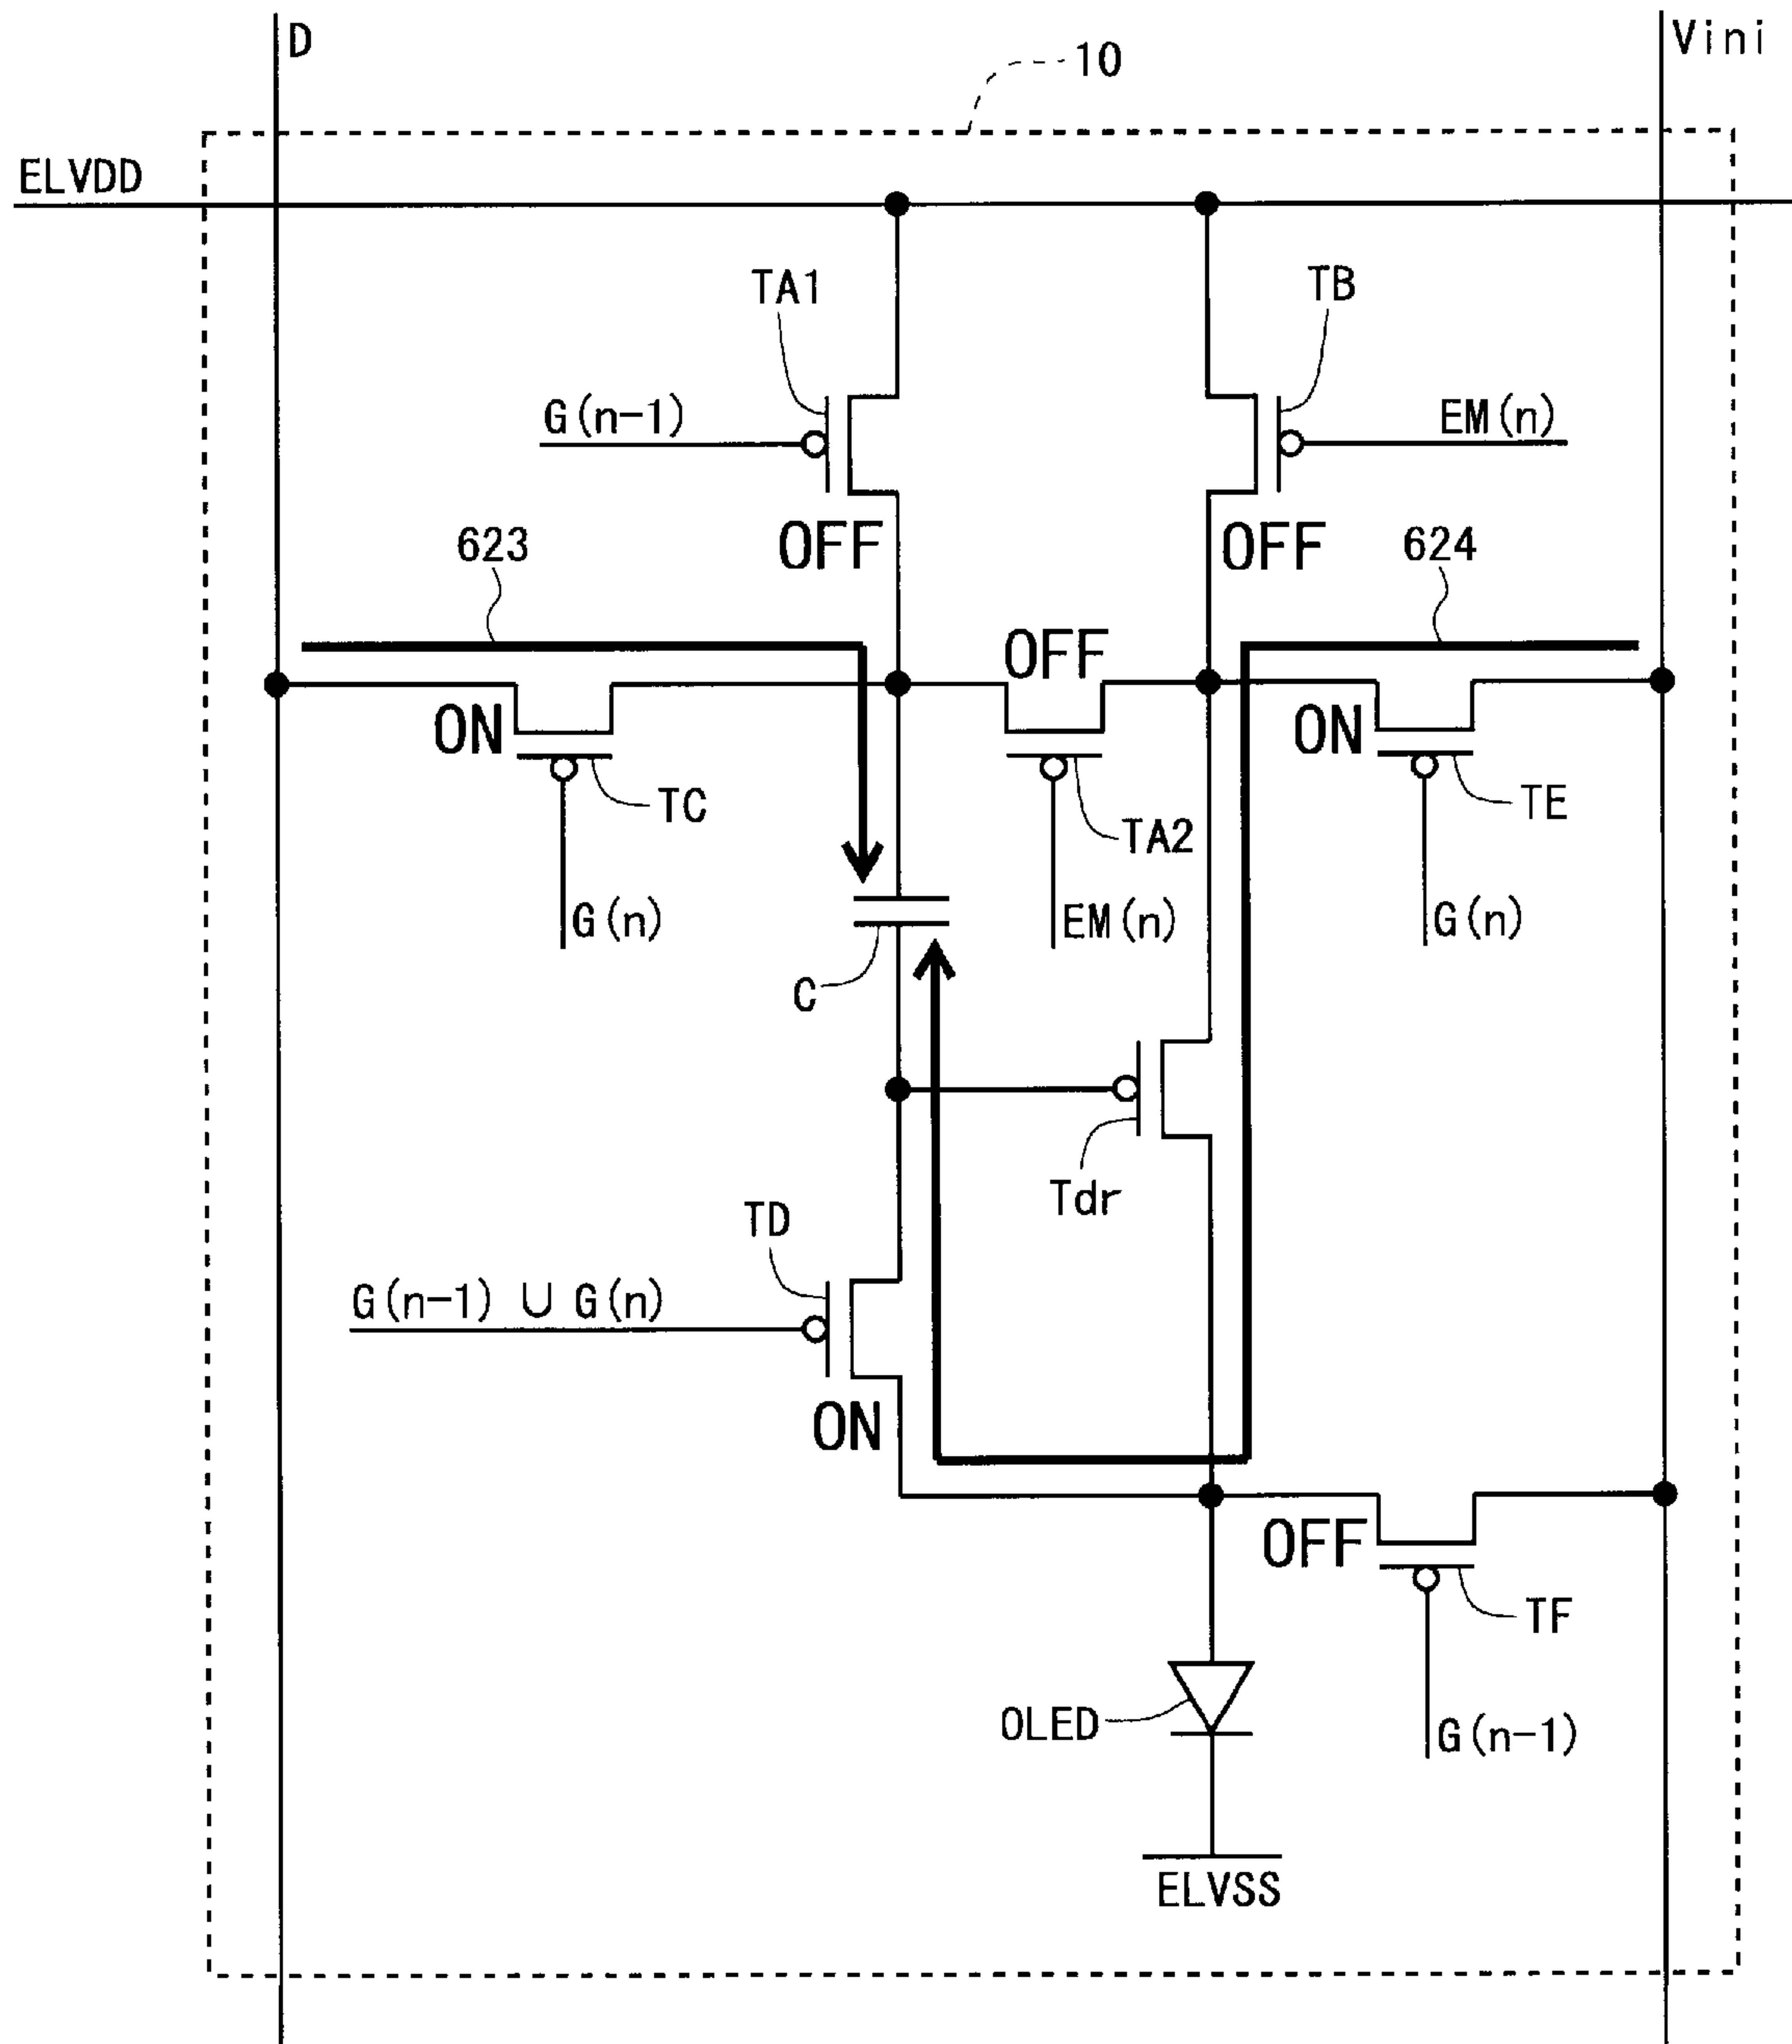 D
Vini
10
ELVDD
TA1
TB
G(n-1)
EM(n)
OFF
OFF
623
624
OFF
ON
ON
TC
TA2
TE
G(n)
EM(n)
G(n)
C
Tdr
TD
G(n-1) ∪ G(n)
ON
OFF
TF
OLED
G(n-1)
ELVSS